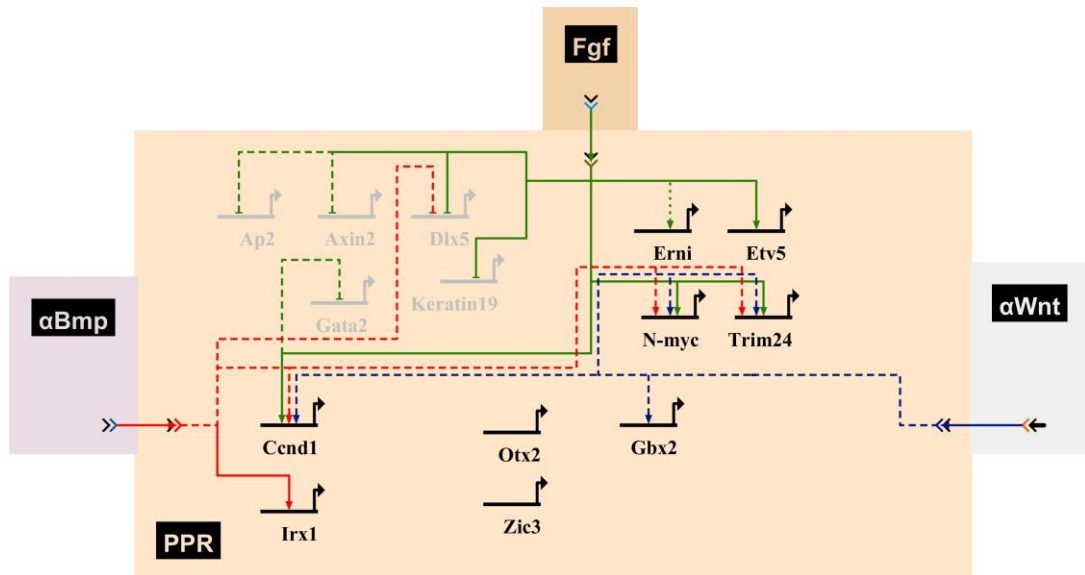 Fgf
Ap2 Axin2 Dlx5 Erni Etv5
Keratin19
αBmp Gata2 N-myc Trim24 αWnt
Ccnd1 Otx2 Gbx2
PPR Irx1 Zic3